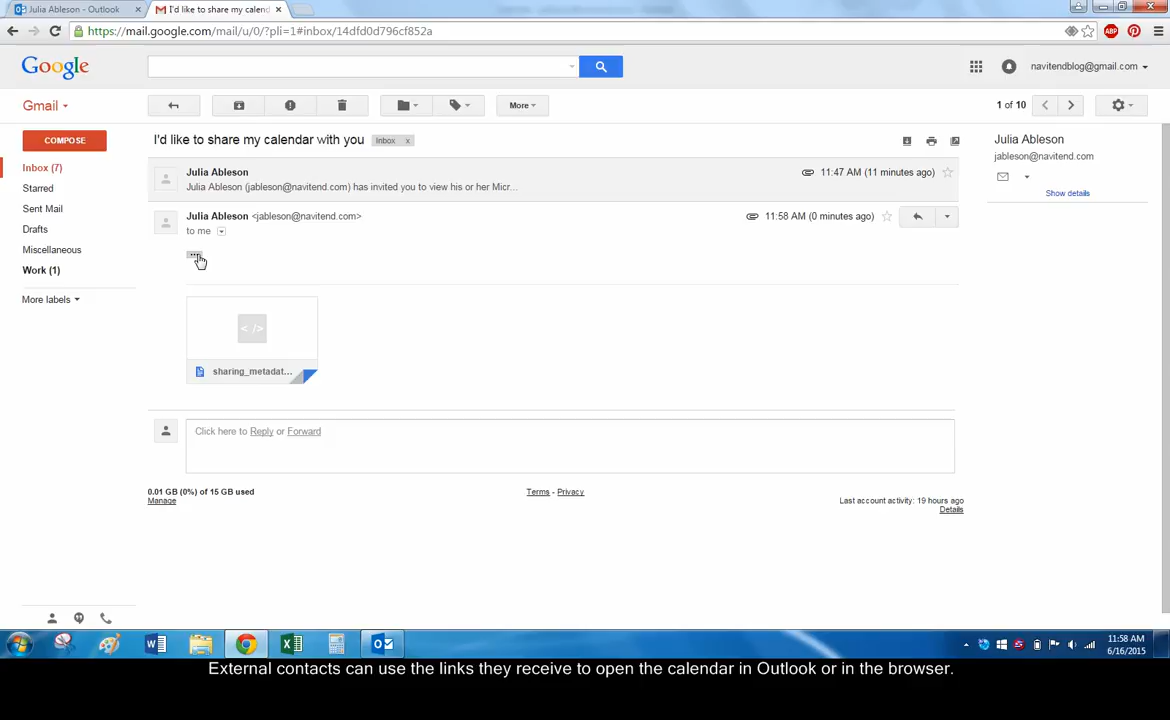 Julia Ableson - Outlook
I'd like to share my calend
https://mail.google.com/mail/u/0/?pli=1#inbox/14dfd0d796cf852a
ABP
Google
navitendblog@gmail.com
Gmail
More
1 of 10
COMPOSE
I'd like to share my calendar with you
Inbox x
Julia Ableson
jableson@navitend.com
Show details
Inbox (7)
Starred
Sent Mail
Drafts
Miscellaneous
Work (1)
More labels
Julia Ableson
11:47 AM (11 minutes ago)
Julia Ableson (jableson@navitend.com) has invited you to view his or her Micr...
Julia Ableson <jableson@navitend.com>
11:58 AM (0 minutes ago)
to me
...
</>
sharing_metadat...
Click here to Reply or Forward
0.01 GB (0%) of 15 GB used
Manage
Terms - Privacy
Last account activity: 19 hours ago
Details
11:58 AM
6/16/2015
External contacts can use the links they receive to open the calendar in Outlook or in the browser.